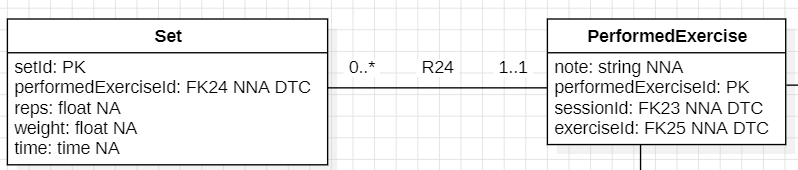 Set
setId: PK
performedExerciseId: FK24 NNA DTC
reps: float NA
weight: float NA
time: time NA
0..* R24 1..1
PerformedExercise
note: string NNA
performedExerciseId: PK
sessionId: FK23 NNA DTC
exerciseId: FK25 NNA DTC